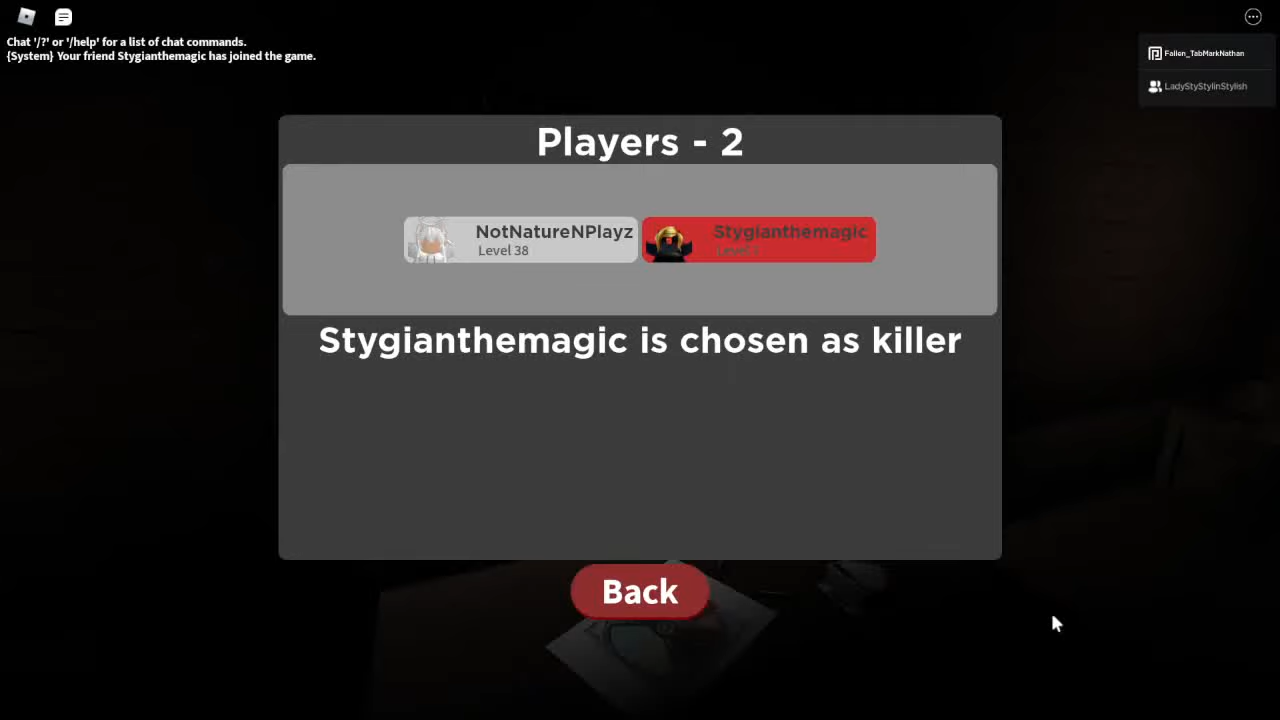 Chat '/?' or '/help' for a list of chat commands.
{System} Your friend Stygianthemagic has joined the game.
Fallen_TabMarkNathan
LadyStyStylinStylish
Players - 2
NotNatureNPlayz
Level 38
Stygianthemagic
Level
Stygianthemagic is chosen as killer
Back